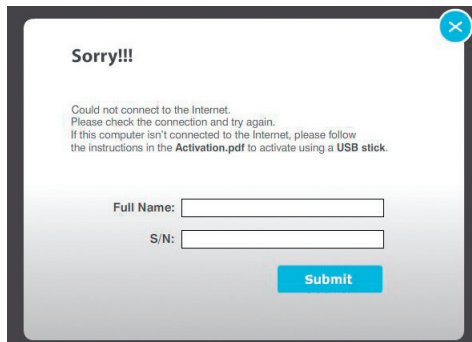 Sorry!!!
Could not connect to the Internet.
Please check the connection and try again.
If this computer isn't connected to the Internet, please follow
the instructions in the Activation.pdf to activate using a USB stick.
Full Name:
S/N:
Submit